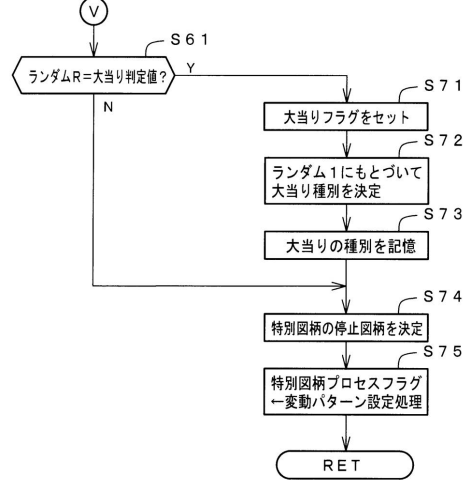 V
S61
ランダムR=大当り判定値?
Y
N
S71
大当りフラグをセット
S72
ランダム1にもとづいて
大当り種別を決定
S73
大当りの種別を記憶
S74
特別図柄の停止図柄を決定
S75
特別図柄プロセスフラグ
←変動パターン設定処理
RET